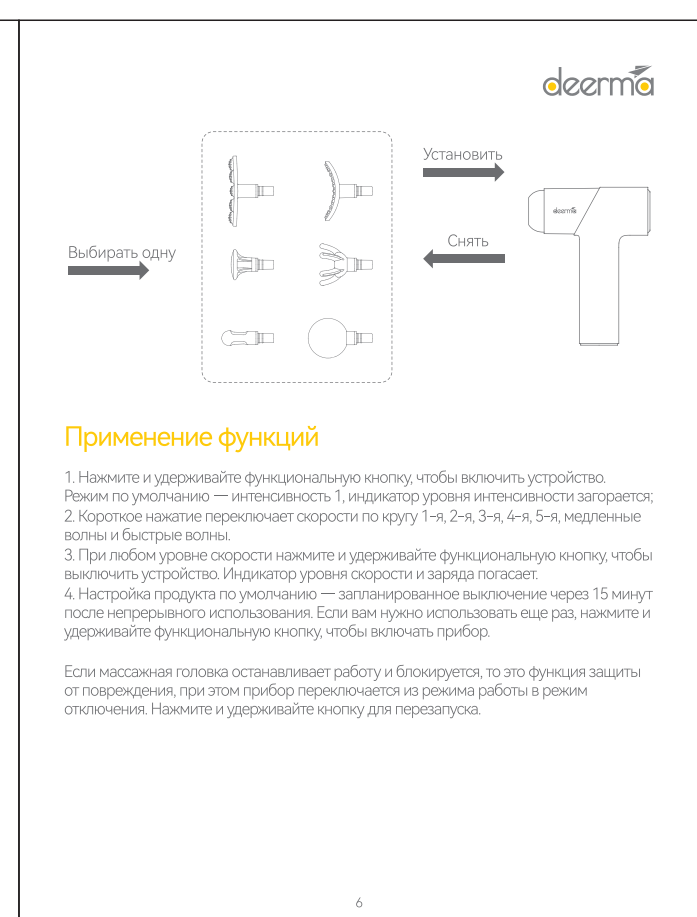 deerma
Установить
deerma
Снять
Выбирать одну
Применение функций
1. Нажмите и удерживайте функциональную кнопку, чтобы включить устройство.
Режим по умолчанию — интенсивность 1, индикатор уровня интенсивности загорается;
2. Короткое нажатие переключает скорости по кругу 1-я, 2-я, 3-я, 4-я, 5-я, медленные
волны и быстрые волны.
3. При любом уровне скорости нажмите и удерживайте функциональную кнопку, чтобы
выключить устройство. Индикатор уровня скорости и заряда погасает.
4. Настройка продукта по умолчанию — запланированное выключение через 15 минут
после непрерывного использования. Если вам нужно использовать еще раз, нажмите и
удерживайте функциональную кнопку, чтобы включать прибор.
Если массажная головка останавливает работу и блокируется, то это функция защиты
от повреждения, при этом прибор переключается из режима работы в режим
отключения. Нажмите и удерживайте кнопку для перезапуска.
6